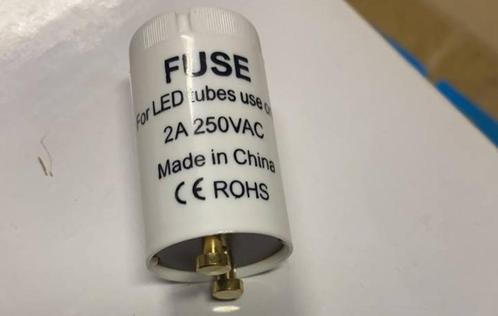 FUSE
For LED tubes use o
2A 250VAC
Made in China
CE ROHS